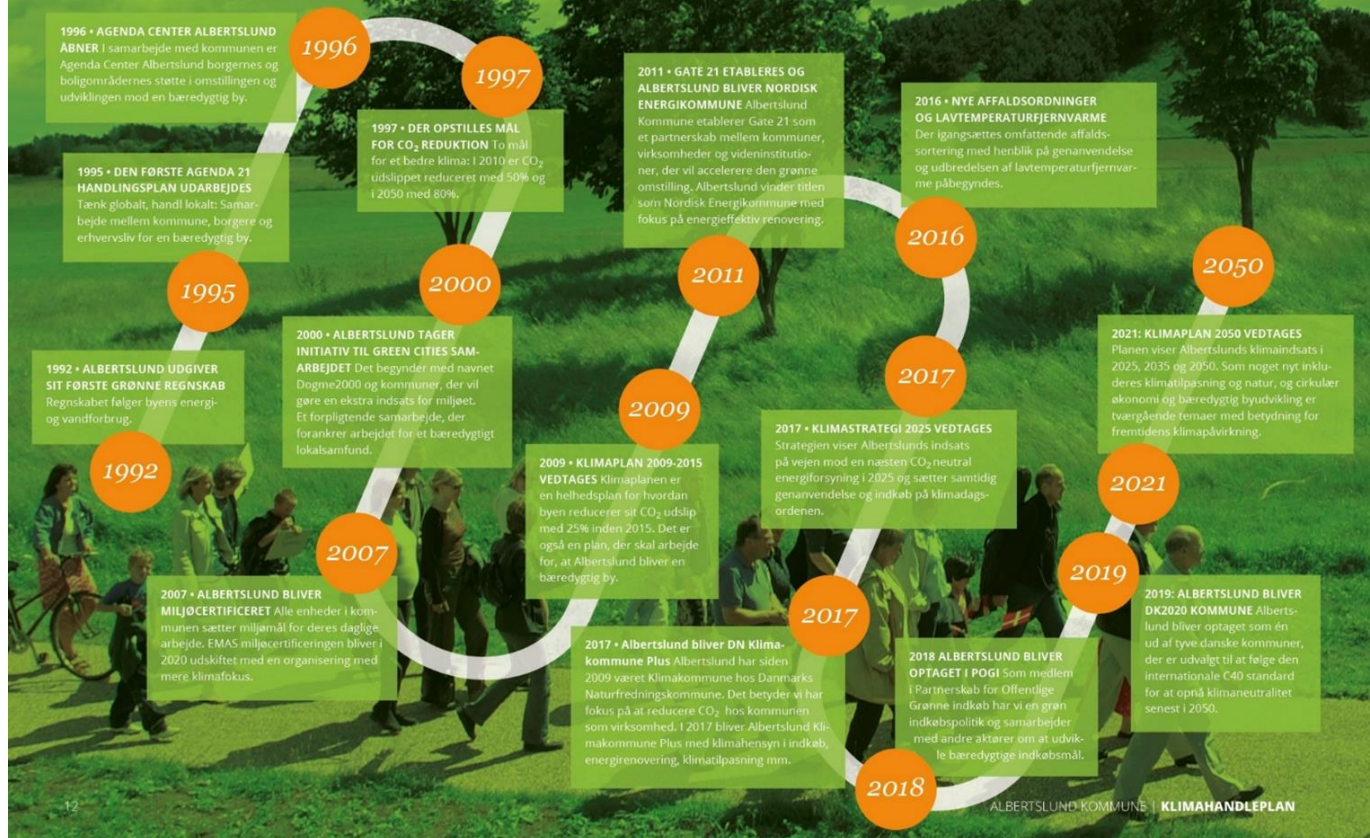 1996 • AGENDA CENTER ALBERTSLUND
ÅBNER I samarbejde med kommunen er
Agenda Center Albertslund borgernes og
boligområdernes støtte i omstillingen og
udviklingen mod en bæredygtig by.
1996
1997
1997 • DER OPSTILLES MÅL
FOR CO₂ REDUKTION To mål
for et bedre klima: I 2010 er CO₂
udslippet reduceret med 50% og
i 2050 med 80%.
1995 • DEN FØRSTE AGENDA 21
HANDLINGSPLAN UDARBEJDES
Tænk globalt, handl lokalt: Samar-
bejde mellem kommune, borgere og
erhvervsliv for en bæredygtig by.
1995
2000
2000 • ALBERTSLUND TAGER
INITIATIV TIL GREEN CITIES SAM-
ARBEJDET Det begynder med navnet
Dogme2000 og kommuner, der vil
gøre en ekstra indsats for miljøet.
Et forpligtende samarbejde, der
forankrer arbejdet for et bæredygtigt
lokalsamfund.
1992 • ALBERTSLUND UDGIVER
SIT FØRSTE GRØNNE REGNSKAB
Regnskabet følger byens energi-
og vandforbrug.
1992
2007
2007 • ALBERTSLUND BLIVER
MILJØCERTIFICERET Alle enheder i kom-
munen sætter miljømål for deres daglige
arbejde. EMAS miljøcertificeringen bliver i
2020 udskiftet med en organisering med
mere klimafokus.
2011 • GATE 21 ETABLERES OG
ALBERTSLUND BLIVER NORDISK
ENERGIKOMMUNE Albertslund
Kommune etablerer Gate 21 som
et partnerskab mellem kommuner,
virksomheder og videninstitutio-
ner, der vil accelerere den grønne
omstilling. Albertslund vinder titlen
som Nordisk Energikommune med
fokus på energieffektiv renovering.
2011
2009
2009 • KLIMAPLAN 2009-2015
VEDTAGES Klimaplanen er
en helhedsplan for hvordan
byen reducerer sit CO₂ udslip
med 25% inden 2015. Det er
også en plan, der skal arbejde
for, at Albertslund bliver en
bæredygtig by.
2016 • NYE AFFALDSORDNINGER
OG LAVTEMPERATURFJERNVARME
Der igangsættes omfattende affalds-
sortering med henblik på genanvendelse
og udbredelsen af lavtemperaturfjernvar-
me påbegyndes.
2016
2017
2017 • KLIMASTRATEGI 2025 VEDTAGES
Strategien viser Albertslunds indsats
på vejen mod en næsten CO₂ neutral
energiforsyning i 2025 og sætter samtidig
genanvendelse og indkøb på klimadags-
ordenen.
2017
2017 • Albertslund bliver DN Klima-
kommune Plus Albertslund har siden
2009 været Klimakommune hos Danmarks
Naturfredningskommune. Det betyder vi har
fokus på at reducere CO₂ hos kommunen
som virksomhed. I 2017 bliver Albertslund Kli-
makommune Plus med klimahensyn i indkøb,
energirenovering, klimatilpasning mm.
2018 ALBERTSLUND BLIVER
OPTAGET I POGI Som medlem
i Partnerskab for Offentlige
Grønne indkøb har vi en grøn
indkøbspolitik og samarbejder
med andre aktører om at udvik-
le bæredygtige indkøbsmål.
2018
2050
2021: KLIMAPLAN 2050 VEDTAGES
Planen viser Albertslunds klimaindsats i
2025, 2035 og 2050. Som noget nyt inklu-
deres klimatilpasning og natur, og cirkulær
økonomi og bæredygtig byudvikling er
tværgående temaer med betydning for
fremtidens klimapåvirkning.
2021
2019
2019: ALBERTSLUND BLIVER
DK2020 KOMMUNE Alberts-
lund bliver optaget som én
ud af tyve danske kommuner,
der er udvalgt til at følge den
internationale C40 standard
for at opnå klimaneutralitet
senest i 2050.
12
ALBERTSLUND KOMMUNE | KLIMAHANDLEPLAN